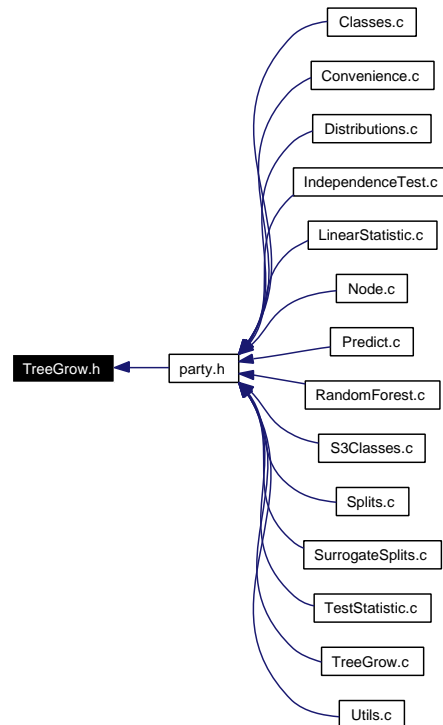 Classes.c
Convenience.c
Distributions.c
IndependenceTest.c
LinearStatistic.c
Node.c
Predict.c
TreeGrow.h
party.h
RandomForest.c
S3Classes.c
Splits.c
SurrogateSplits.c
TestStatistic.c
TreeGrow.c
Utils.c